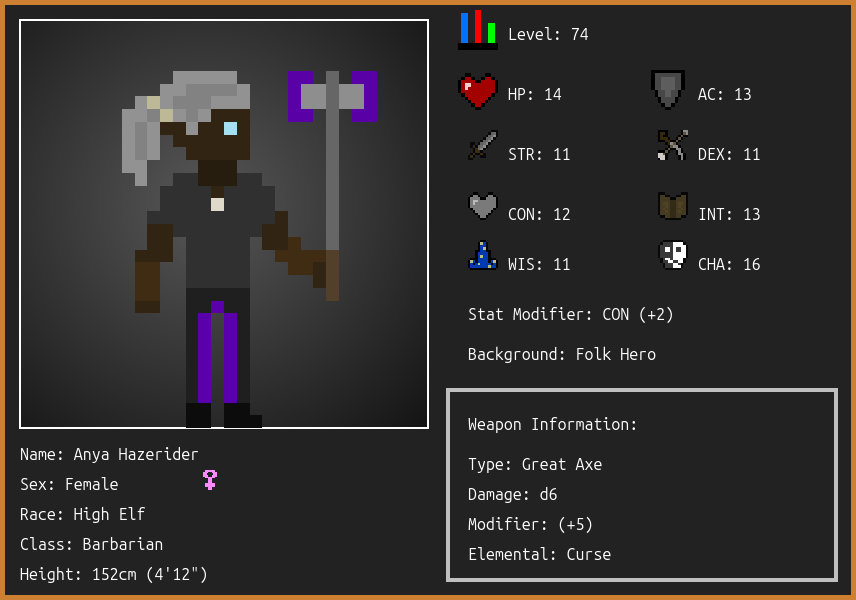 Level: 74
HP: 14
AC: 13
STR: 11
DEX: 11
CON: 12
INT: 13
WIS: 11
CHA: 16
Stat Modifier: CON (+2)
Background: Folk Hero
Weapon Information:
Type: Great Axe
Damage: d6
Modifier: (+5)
Elemental: Curse
Name: Anya Hazerider
Sex: Female
Race: High Elf
Class: Barbarian
Height: 152cm (4'12")